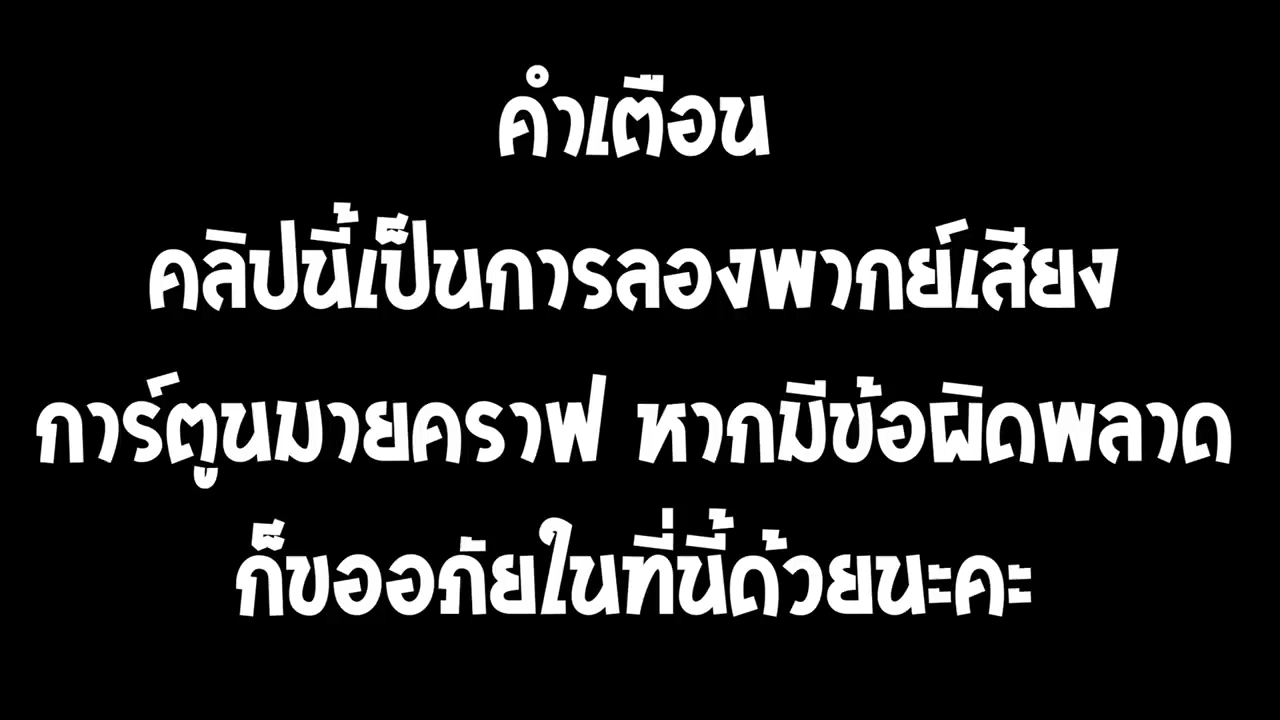 คำเตือน
คลิปนี้เป็นการลองพากย์เสียง
การ์ตูนมายคราฟ หากมีข้อผิดพลาด
ก็ขออภัยในที่นี้ด้วยนะคะ